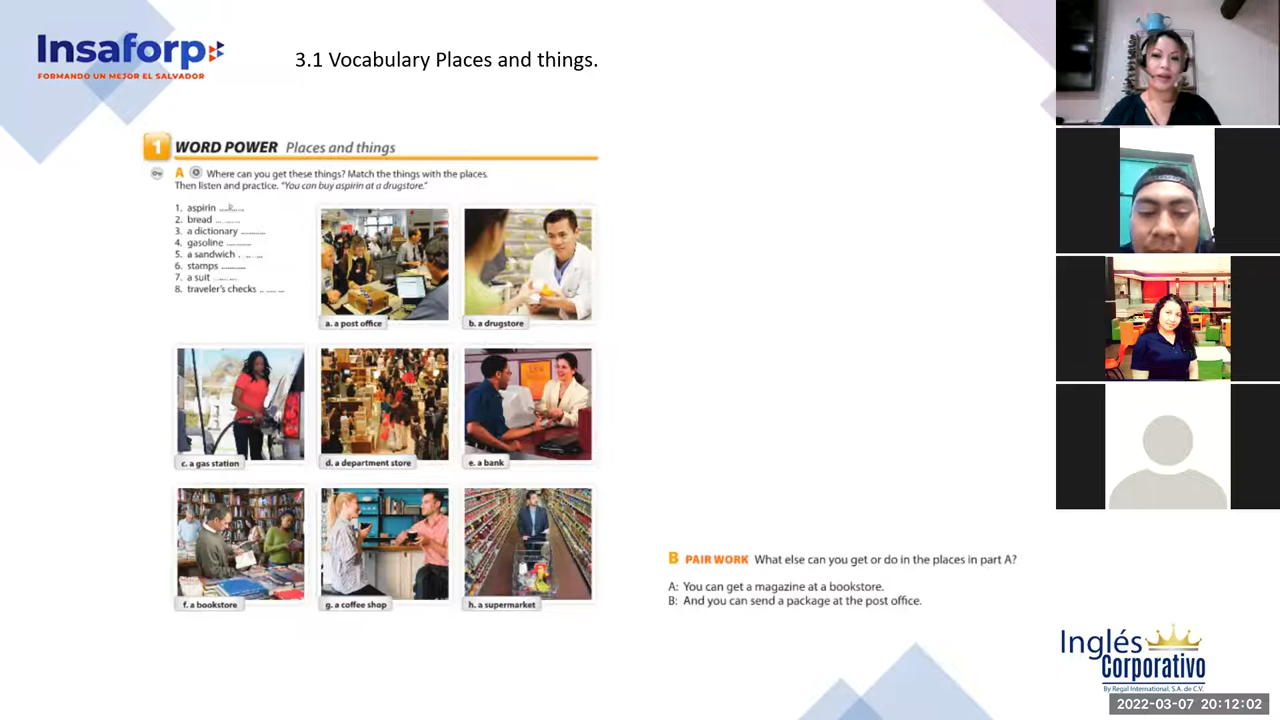 Insaforp
FORMANDO UN MEJOR EL SALVADOR
3.1 Vocabulary Places and things.
1 WORD POWER Places and things
A Where can you get these things? Match the things with the places.
Then listen and practice. "You can buy aspirin at a drugstore."
1. aspirin ..........
2. bread ..........
3. a dictionary ..........
4. gasoline ..........
5. a sandwich ..........
6. stamps ..........
7. a suit ..........
8. traveler's checks ..........
a. a post office
b. a drugstore
c. a gas station
d. a department store
e. a bank
f. a bookstore
g. a coffee shop
h. a supermarket
B PAIR WORK What else can you get or do in the places in part A?
A: You can get a magazine at a bookstore.
B: And you can send a package at the post office.
Inglés
Corporativo
By Regal International, S.A. de C.V.
2022-03-07 20:12:02